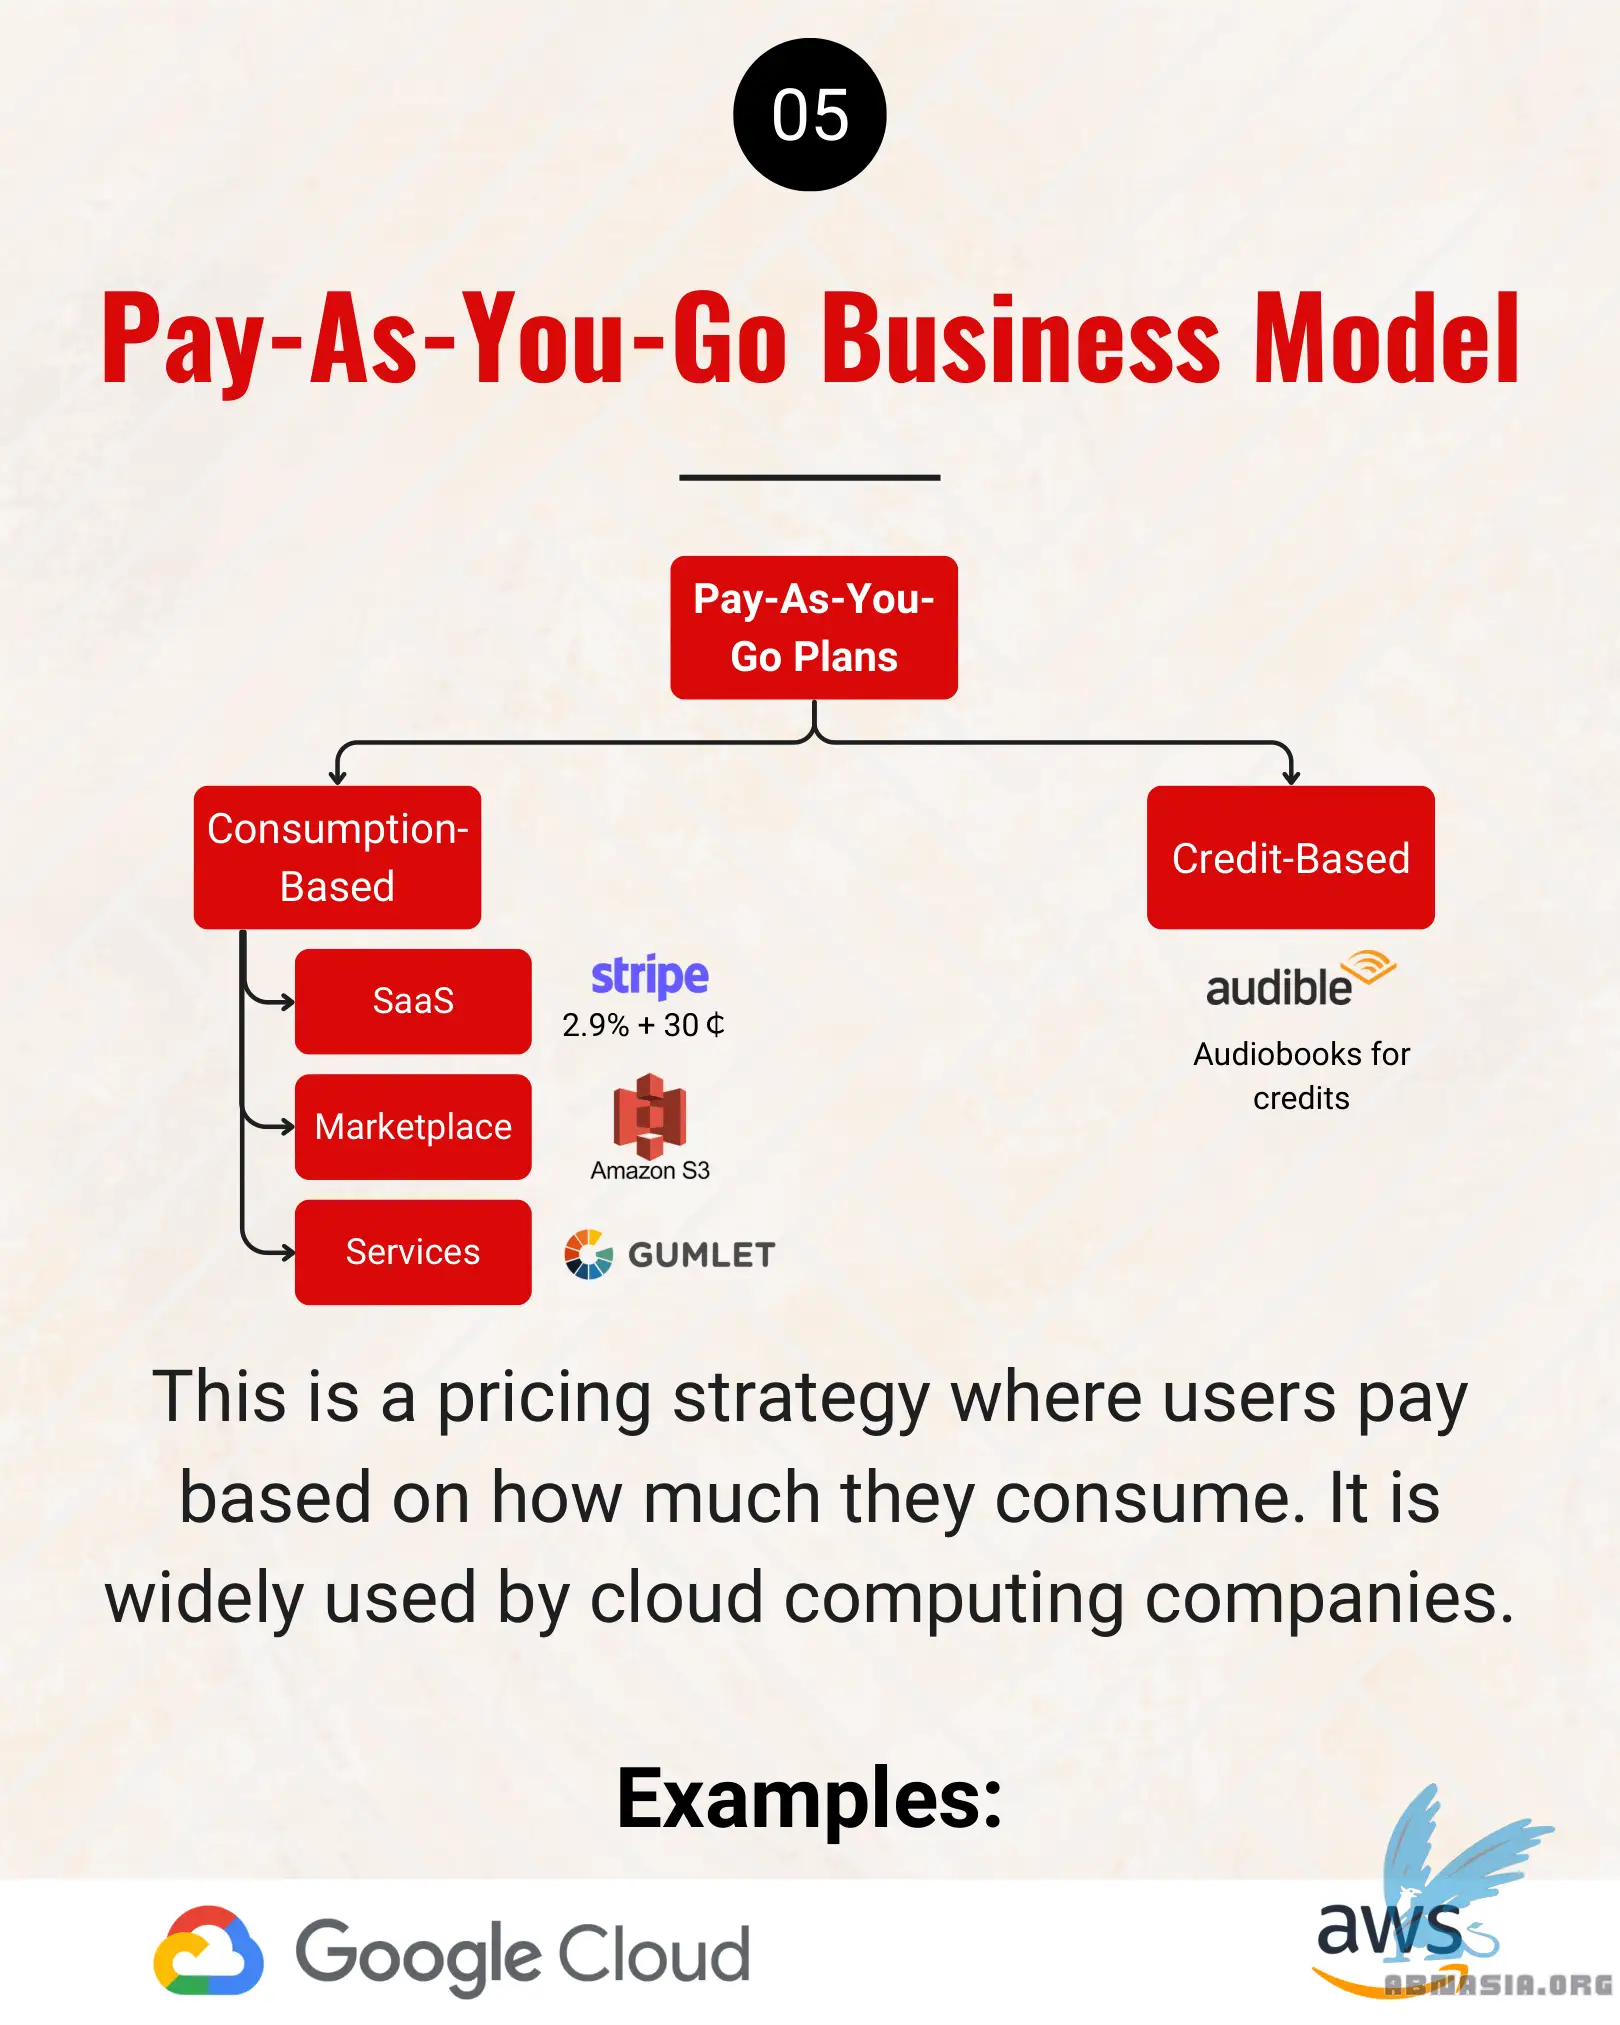 05
Pay-As-You-Go Business Model
Pay-As-You-
Go Plans
Consumption-
Based
Credit-Based
SaaS
stripe
2.9% + 30 ₵
Marketplace
Amazon S3
Services
GUMLET
audible
Audiobooks for
credits
This is a pricing strategy where users pay
based on how much they consume. It is
widely used by cloud computing companies.
Examples:
Google Cloud
aws
ABNASIA.ORG